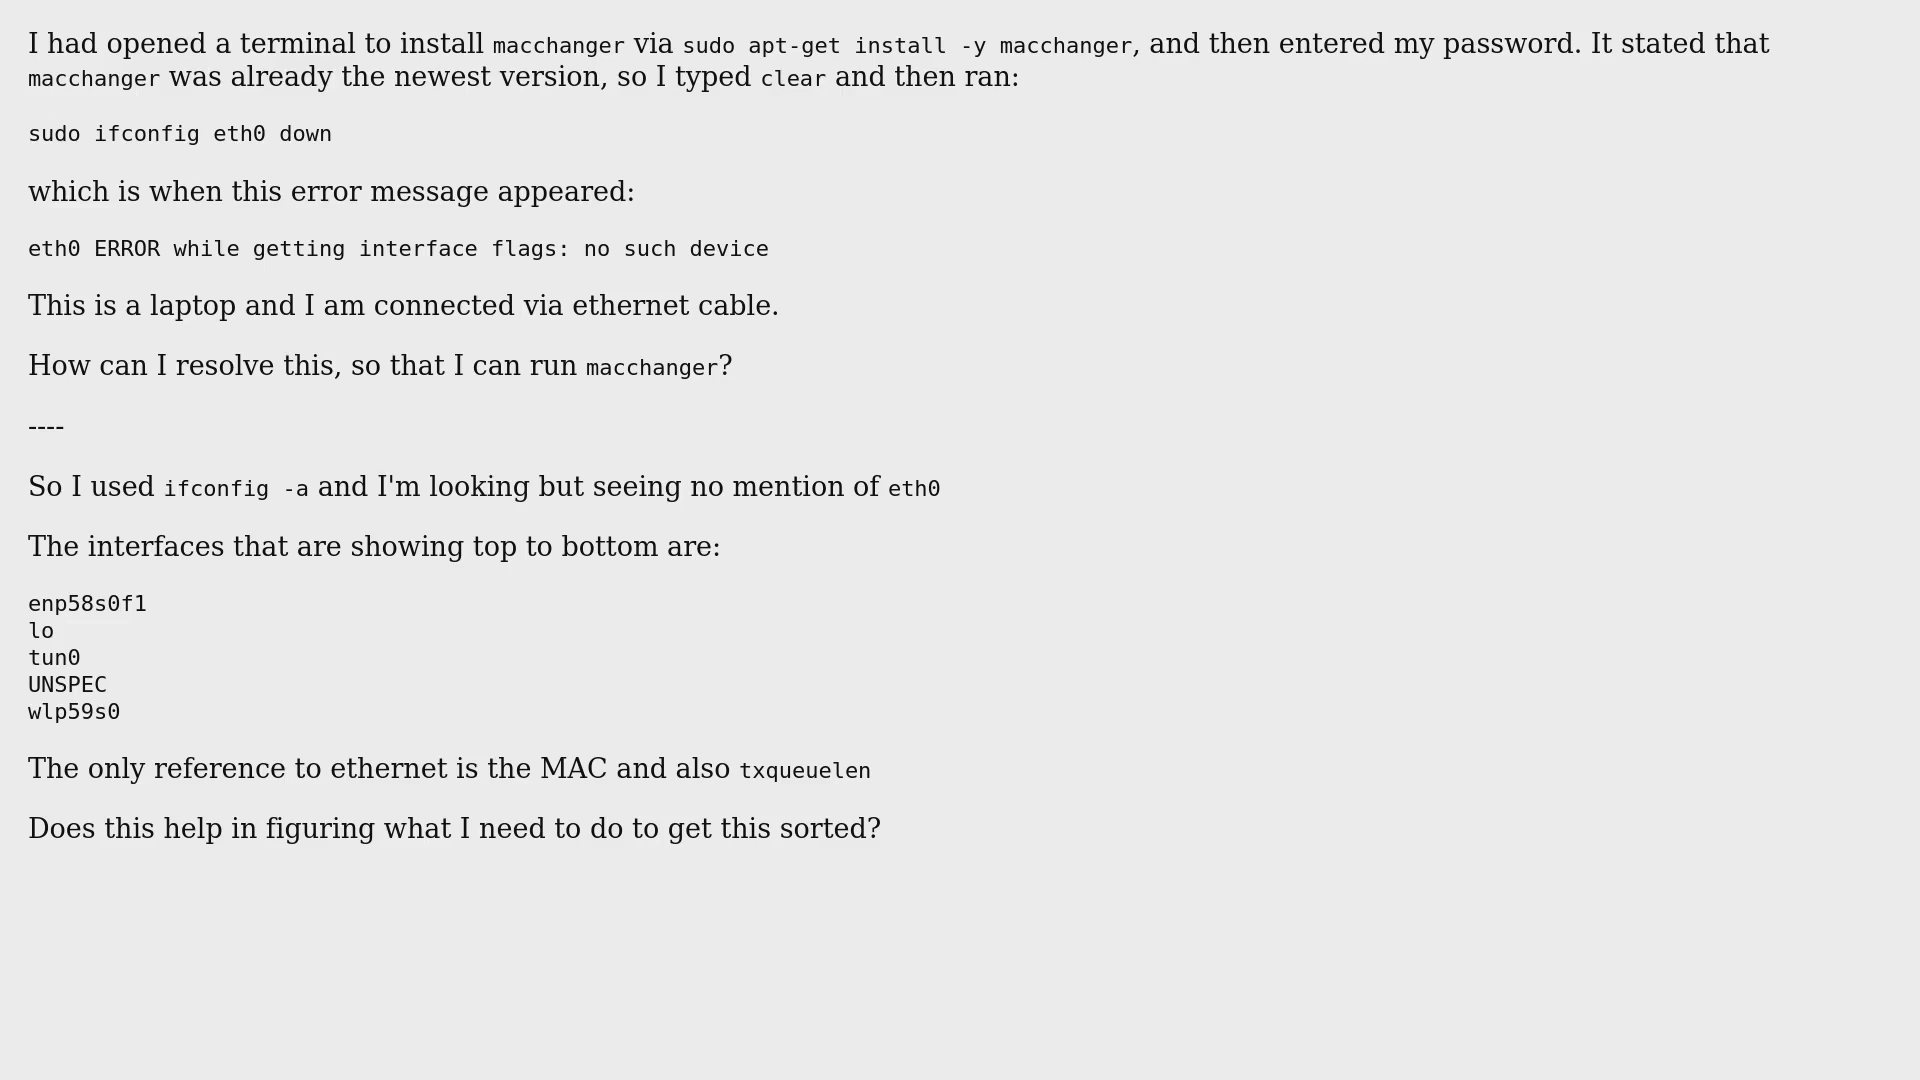 I had opened a terminal to install macchanger via sudo apt-get install -y macchanger, and then entered my password. It stated that
macchanger was already the newest version, so I typed clear and then ran:
sudo ifconfig eth0 down
which is when this error message appeared:
eth0 ERROR while getting interface flags: no such device
This is a laptop and I am connected via ethernet cable.
How can I resolve this, so that I can run macchanger?
----
So I used ifconfig -a and I'm looking but seeing no mention of eth0
The interfaces that are showing top to bottom are:
enp58s0f1
lo
tun0
UNSPEC
wlp59s0
The only reference to ethernet is the MAC and also txqueuelen
Does this help in figuring what I need to do to get this sorted?